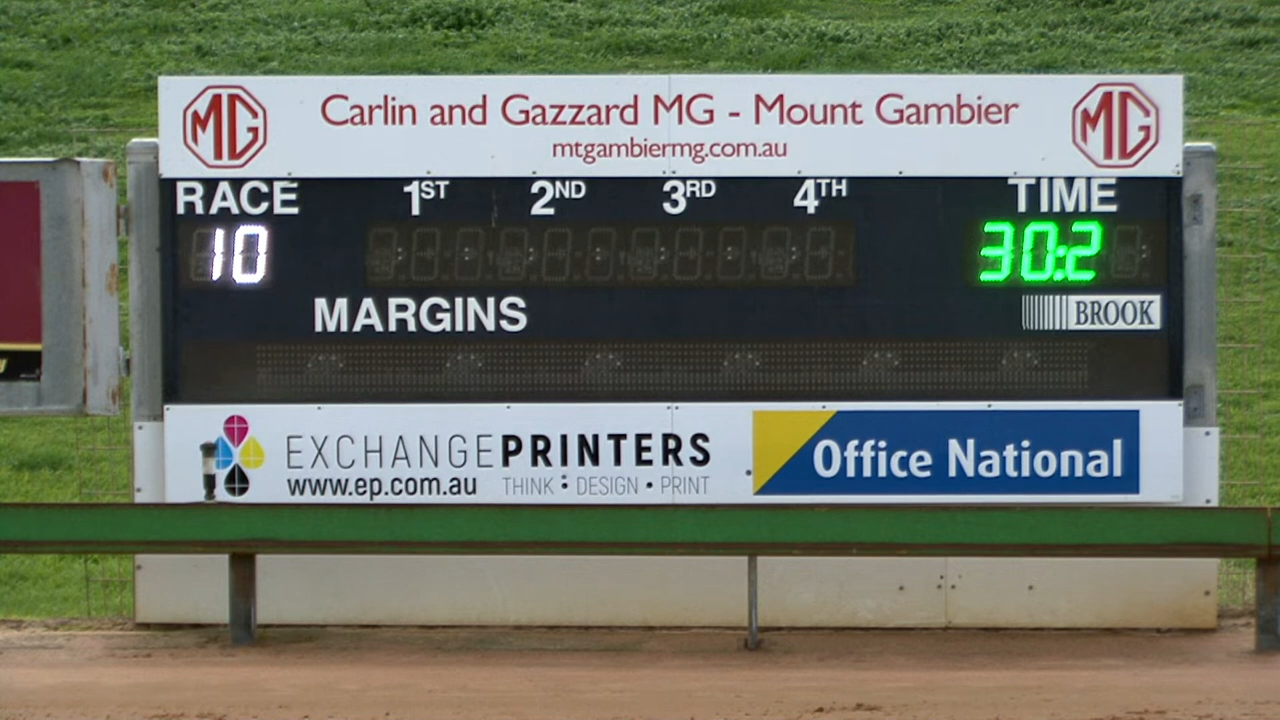 MG Carlin and Gazzard MG - Mount Gambier MG
mtgambiermg.com.au
RACE 1ST 2ND 3RD 4TH TIME
10 30:2
MARGINS BROOK
EXCHANGEPRINTERS Office National
www.ep.com.au THINK : DESIGN • PRINT